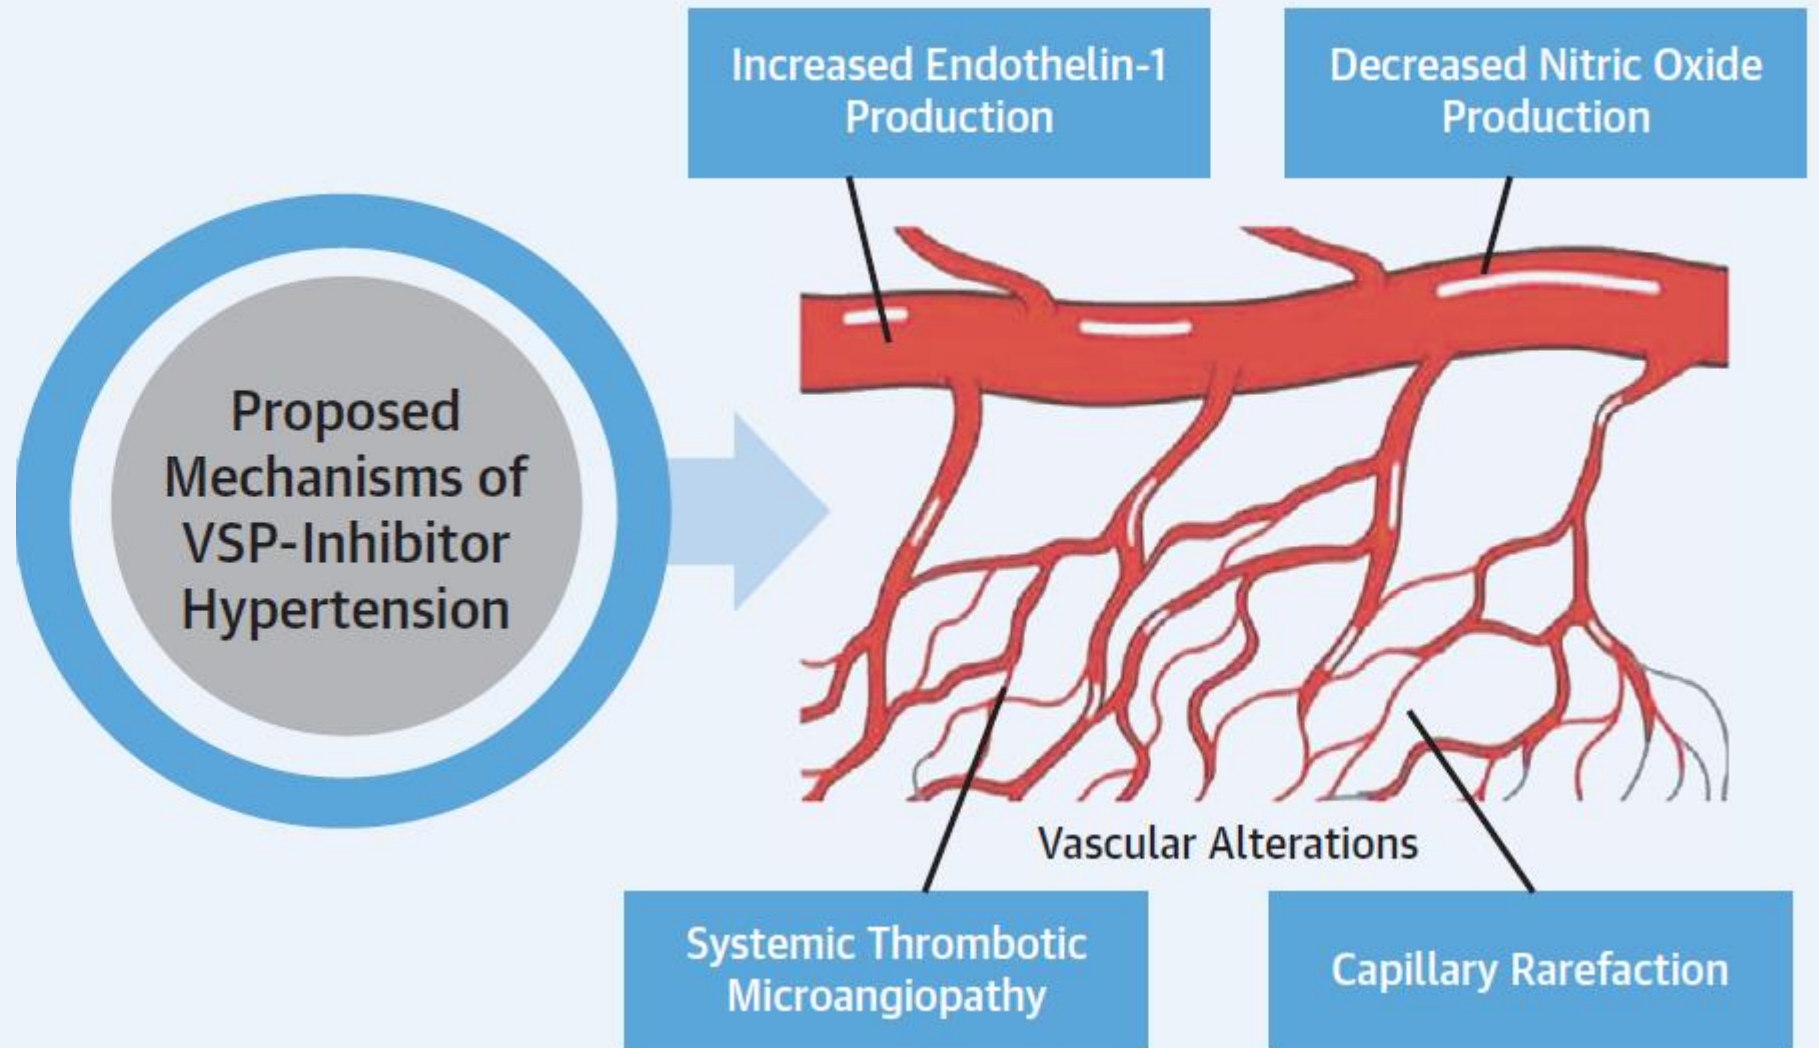 Increased Endothelin-1
Production
Decreased Nitric Oxide
Production
Proposed
Mechanisms of
VSP-Inhibitor
Hypertension
Vascular Alterations
Systemic Thrombotic
Microangiopathy
Capillary Rarefaction